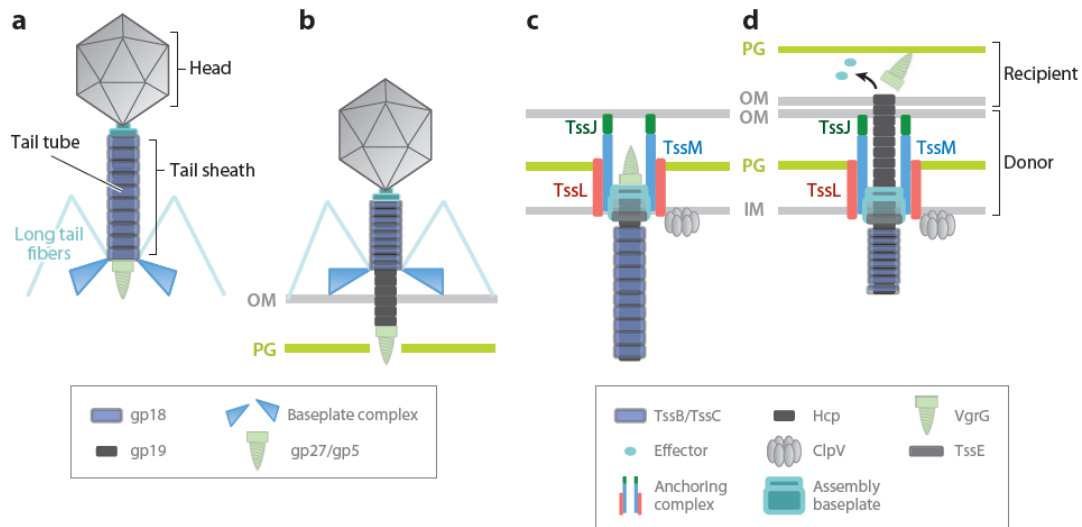 a
Head
Tail tube
Tail sheath
Long tail
fibers
b
OM
PG
gp18
Baseplate complex
gp19
gp27/gp5
c
TssJ
TssM
TssL
d
PG
Recipient
OM
OM
TssJ
TssM
PG
Donor
TssL
IM
TssB/TssC
Hcp
VgrG
Effector
ClpV
TssE
Anchoring
complex
Assembly
baseplate